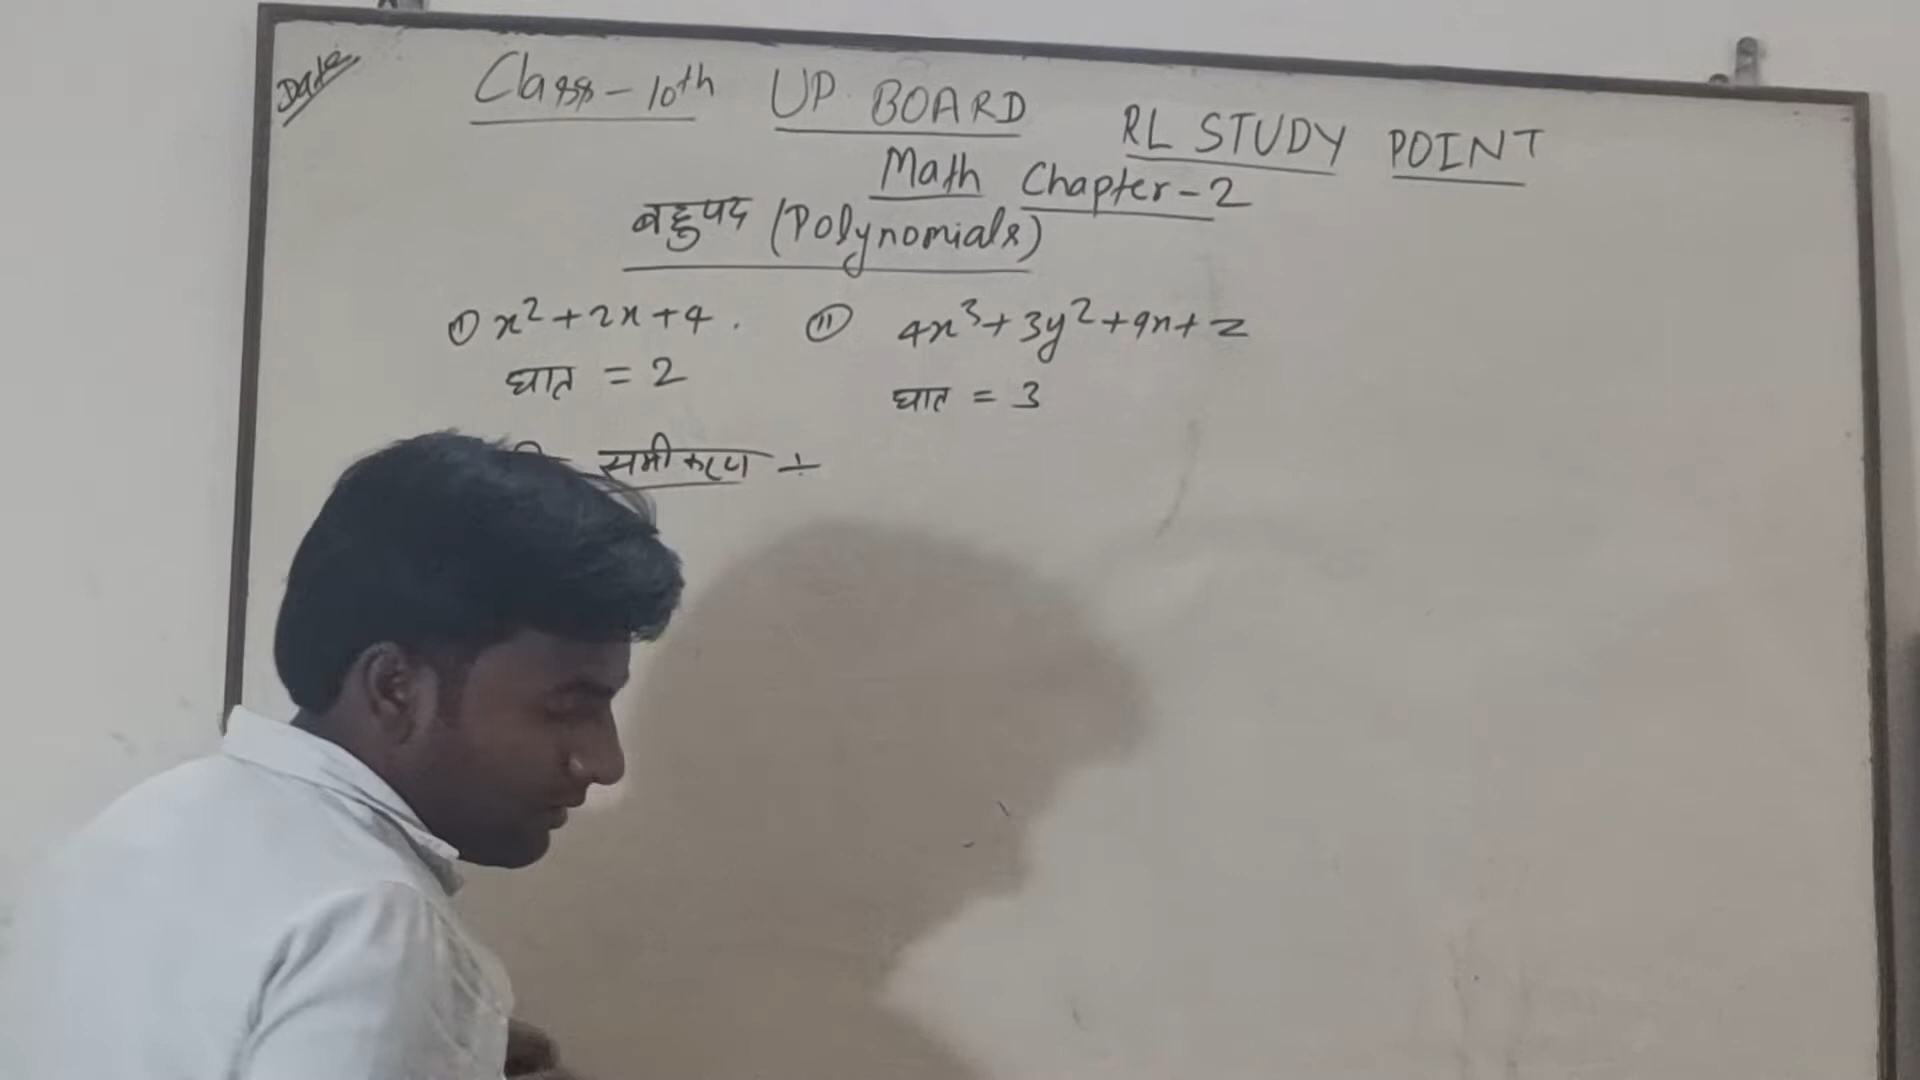 Date
Class-10th UP BOARD RL STUDY POINT
Math Chapter-2
बहुपद (Polynomials)
(i) x²+2x+4. (ii) 4x³+3y²+9x+z
घात = 2 घात = 3
समीकरण ÷